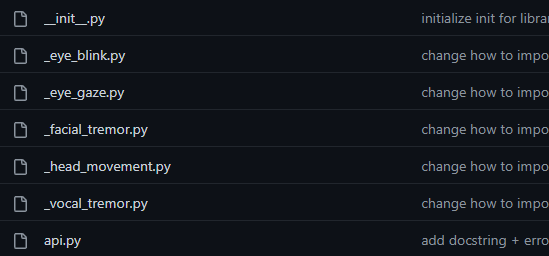 __init__.py initialize init for libra
_eye_blink.py change how to impo
_eye_gaze.py change how to impo
_facial_tremor.py change how to impo
_head_movement.py change how to impo
_vocal_tremor.py change how to impo
api.py add docstring + erro